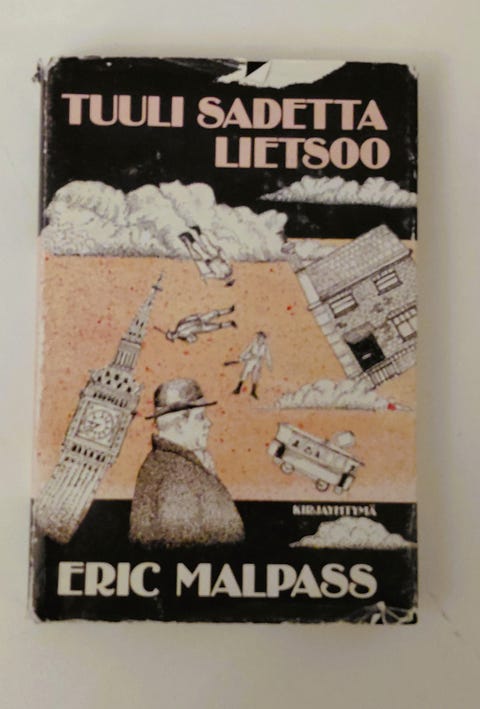 TUULI SADETTA
LIETSOO
KIRJAYHTYMÄ
ERIC MALPASS